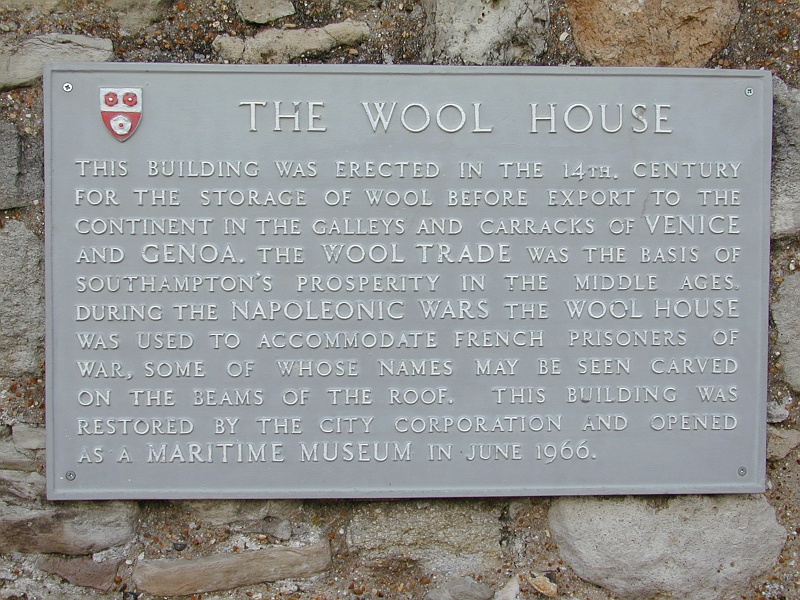 THE WOOL HOUSE
THIS BUILDING WAS ERECTED IN THE 14TH. CENTURY
FOR THE STORAGE OF WOOL BEFORE EXPORT TO THE
CONTINENT IN THE GALLEYS AND CARRACKS OF VENICE
AND GENOA. THE WOOL TRADE WAS THE BASIS OF
SOUTHAMPTON'S PROSPERITY IN THE MIDDLE AGES.
DURING THE NAPOLEONIC WARS THE WOOL HOUSE
WAS USED TO ACCOMMODATE FRENCH PRISONERS OF
WAR, SOME OF WHOSE NAMES MAY BE SEEN CARVED
ON THE BEAMS OF THE ROOF. THIS BUILDING WAS
RESTORED BY THE CITY CORPORATION AND OPENED
AS A MARITIME MUSEUM IN JUNE 1966.